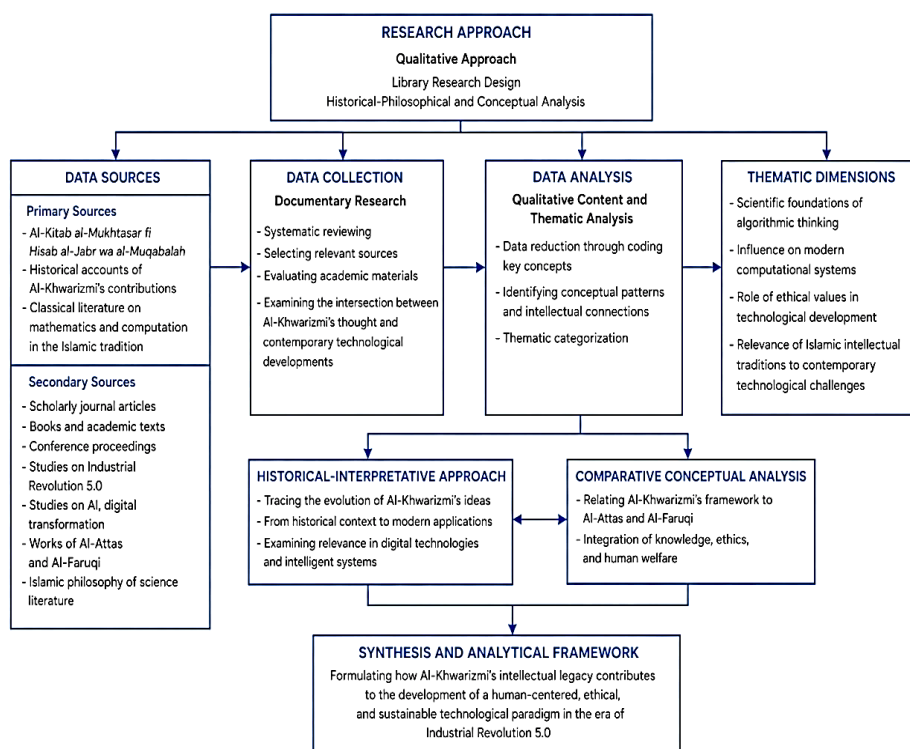 RESEARCH APPROACH
Qualitative Approach
Library Research Design
Historical-Philosophical and Conceptual Analysis
DATA SOURCES
Primary Sources
- Al-Kitab al-Mukhtasar fi
Hisab al-Jabr wa al-Muqabalah
- Historical accounts of
Al-Khwarizmi's contributions
- Classical literature on
mathematics and computation
in the Islamic tradition
Secondary Sources
- Scholarly journal articles
- Books and academic texts
- Conference proceedings
- Studies on Industrial
Revolution 5.0
- Studies on AI, digital
transformation
- Works of Al-Attas
and Al-Faruqi
- Islamic philosophy of science
literature
DATA COLLECTION
Documentary Research
- Systematic reviewing
- Selecting relevant sources
- Evaluating academic materials
- Examining the intersection between
Al-Khwarizmi's thought and
contemporary technological
developments
DATA ANALYSIS
Qualitative Content and
Thematic Analysis
- Data reduction through coding
key concepts
- Identifying conceptual patterns
and intellectual connections
- Thematic categorization
THEMATIC DIMENSIONS
- Scientific foundations of
algorithmic thinking
- Influence on modern
computational systems
- Role of ethical values in
technological development
- Relevance of Islamic intellectual
traditions to contemporary
technological challenges
HISTORICAL-INTERPRETATIVE APPROACH
- Tracing the evolution of Al-Khwarizmi's ideas
- From historical context to modern applications
- Examining relevance in digital technologies
and intelligent systems
COMPARATIVE CONCEPTUAL ANALYSIS
- Relating Al-Khwarizmi's framework to
Al-Attas and Al-Faruqi
- Integration of knowledge, ethics,
and human welfare
SYNTHESIS AND ANALYTICAL FRAMEWORK
Formulating how Al-Khwarizmi's intellectual legacy contributes
to the development of a human-centered, ethical,
and sustainable technological paradigm in the era of
Industrial Revolution 5.0